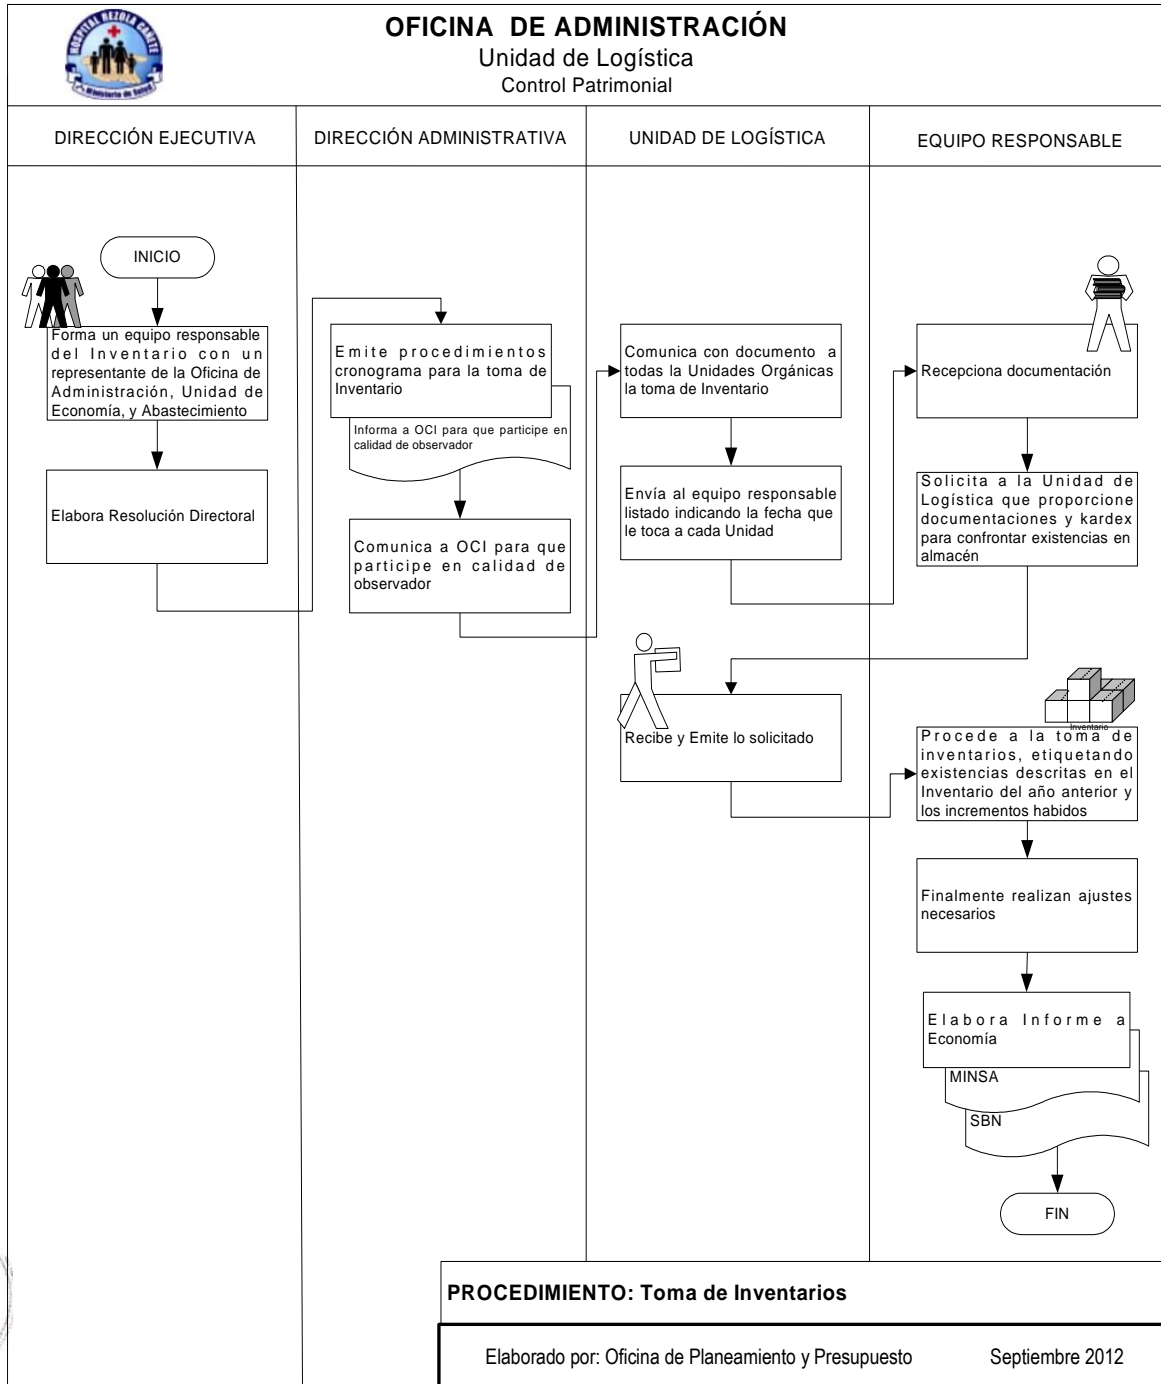 HOSPITAL REZOLA CAÑETE
Ministerio de Salud
OFICINA DE ADMINISTRACIÓN
Unidad de Logística
Control Patrimonial
DIRECCIÓN EJECUTIVA
DIRECCIÓN ADMINISTRATIVA
UNIDAD DE LOGÍSTICA
EQUIPO RESPONSABLE
INICIO
Forma un equipo responsable
del Inventario con un
representante de la Oficina de
Administración, Unidad de
Economía, y Abastecimiento
Elabora Resolución Directoral
Emite procedimientos
cronograma para la toma de
Inventario
Informa a OCI para que participe en
calidad de observador
Comunica a OCI para que
participe en calidad de
observador
Comunica con documento a
todas la Unidades Orgánicas
la toma de Inventario
Envía al equipo responsable
listado indicando la fecha que
le toca a cada Unidad
Recepciona documentación
Solicita a la Unidad de
Logística que proporcione
documentaciones y kardex
para confrontar existencias en
almacén
Recibe y Emite lo solicitado
Inventario
Procede a la toma de
inventarios, etiquetando
existencias descritas en el
Inventario del año anterior y
los incrementos habidos
Finalmente realizan ajustes
necesarios
Elabora Informe a
Economía
MINSA
SBN
FIN
PROCEDIMIENTO: Toma de Inventarios
Elaborado por: Oficina de Planeamiento y Presupuesto Septiembre 2012